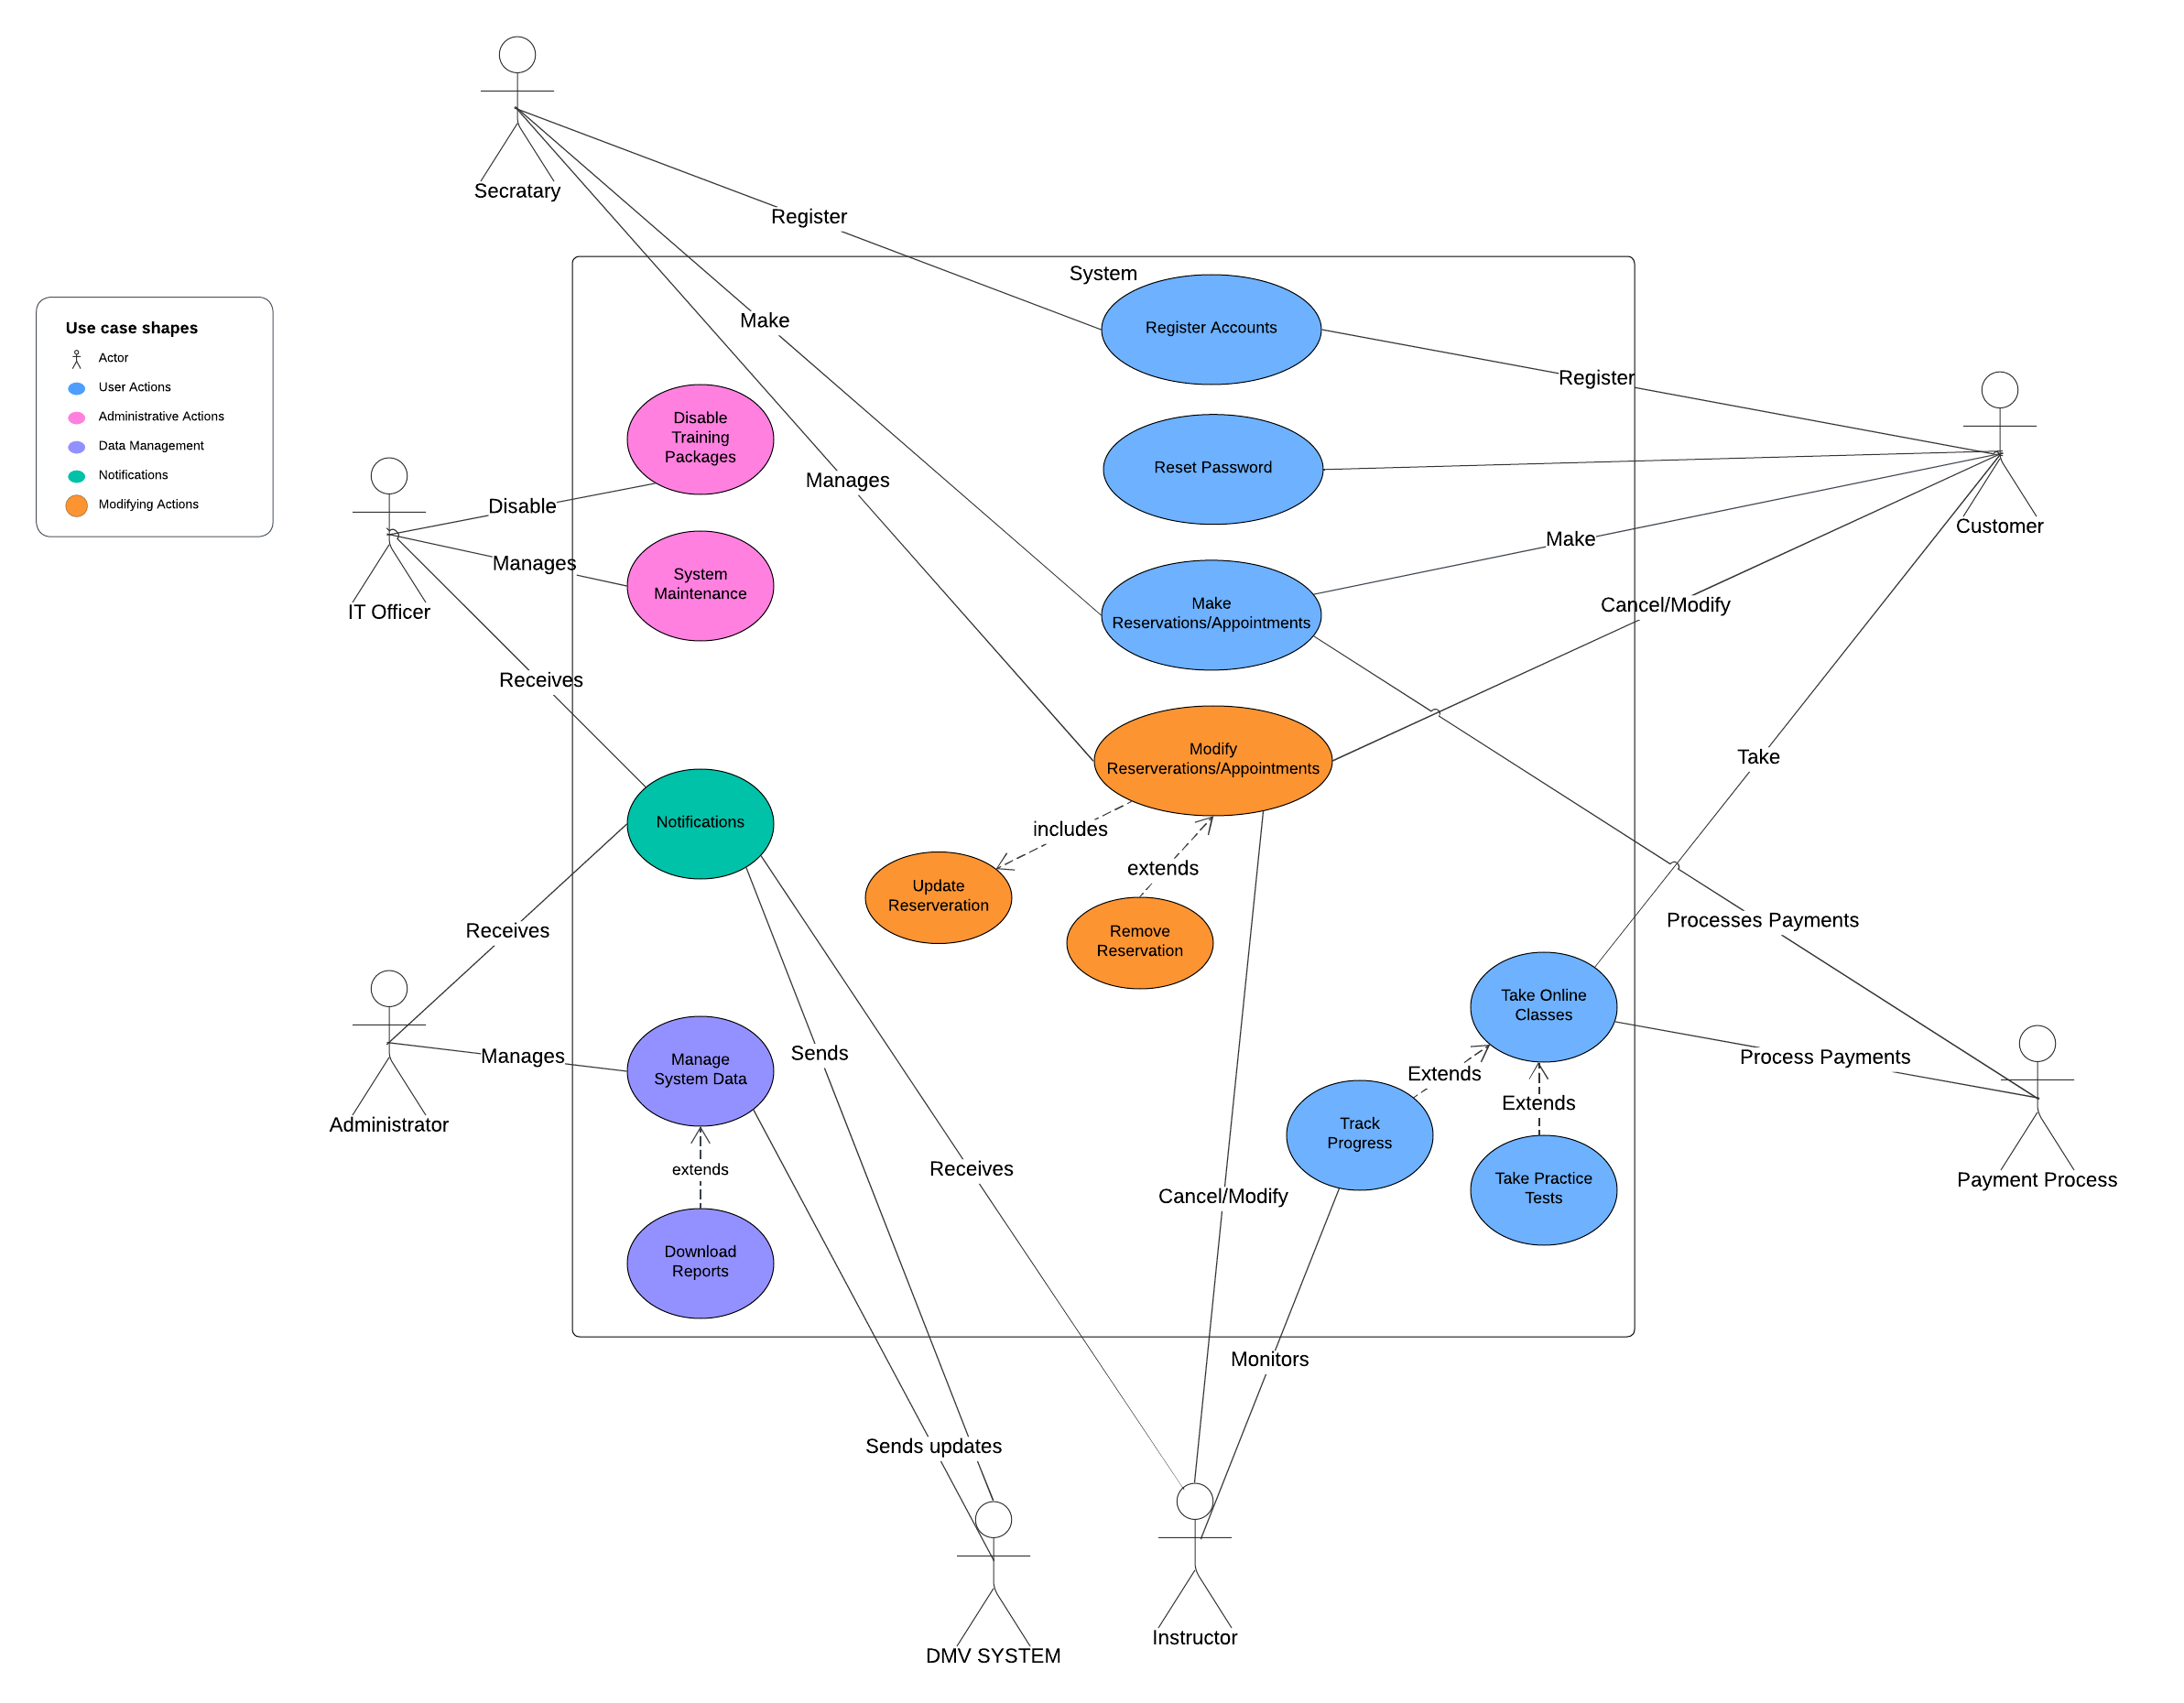 Secratary
Register
System
Use case shapes
Actor
User Actions
Administrative Actions
Data Management
Notifications
Modifying Actions
Make
Register Accounts
Register
Disable
Training
Packages
Manages
Reset Password
Customer
Disable
Manages
System
Maintenance
IT Officer
Make
Make
Reservations/Appointments
Cancel/Modify
Receives
Modify
Reserverations/Appointments
Take
Notifications
includes
extends
Update
Reserveration
Remove
Reservation
Processes Payments
Receives
Take Online
Classes
Manages
Manage
System Data
Sends
Process Payments
Extends
Extends
Administrator
Track
Progress
extends
Receives
Cancel/Modify
Take Practice
Tests
Payment Process
Download
Reports
Monitors
Sends updates
Instructor
DMV SYSTEM